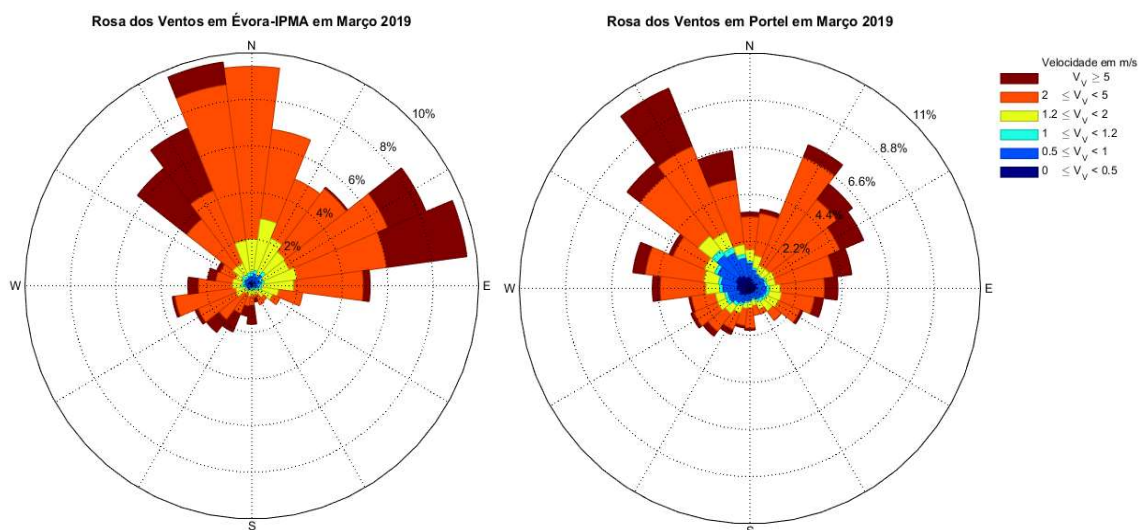 Rosa dos Ventos em Évora-IPMA em Março 2019
N
10%
8%
6%
4%
2%
W
E
S
Rosa dos Ventos em Portel em Março 2019
N
11%
8.8%
6.6%
4.4%
2.2%
W
E
S
Velocidade em m/s
V_V ≥ 5
2 ≤ V_V < 5
1.2 ≤ V_V < 2
1 ≤ V_V < 1.2
0.5 ≤ V_V < 1
0 ≤ V_V < 0.5